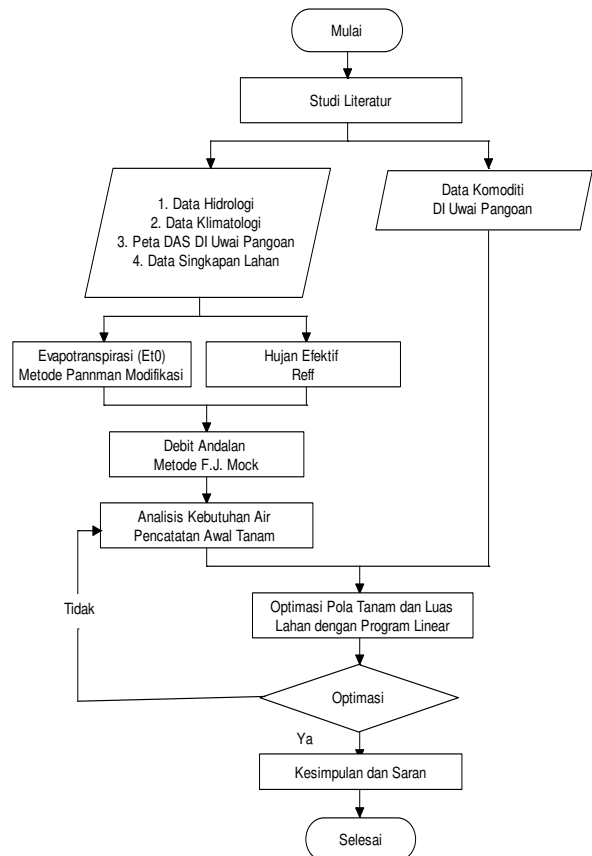 Mulai
Studi Literatur
1. Data Hidrologi
2. Data Klimatologi
3. Peta DAS DI Uwai Pangoan
4. Data Singkapan Lahan
Data Komoditi
DI Uwai Pangoan
Evapotranspirasi (Et0)
Metode Pannman Modifikasi
Hujan Efektif
Reff
Debit Andalan
Metode F.J. Mock
Analisis Kebutuhan Air
Pencatatan Awal Tanam
Tidak
Optimasi Pola Tanam dan Luas
Lahan dengan Program Linear
Optimasi
Ya
Kesimpulan dan Saran
Selesai